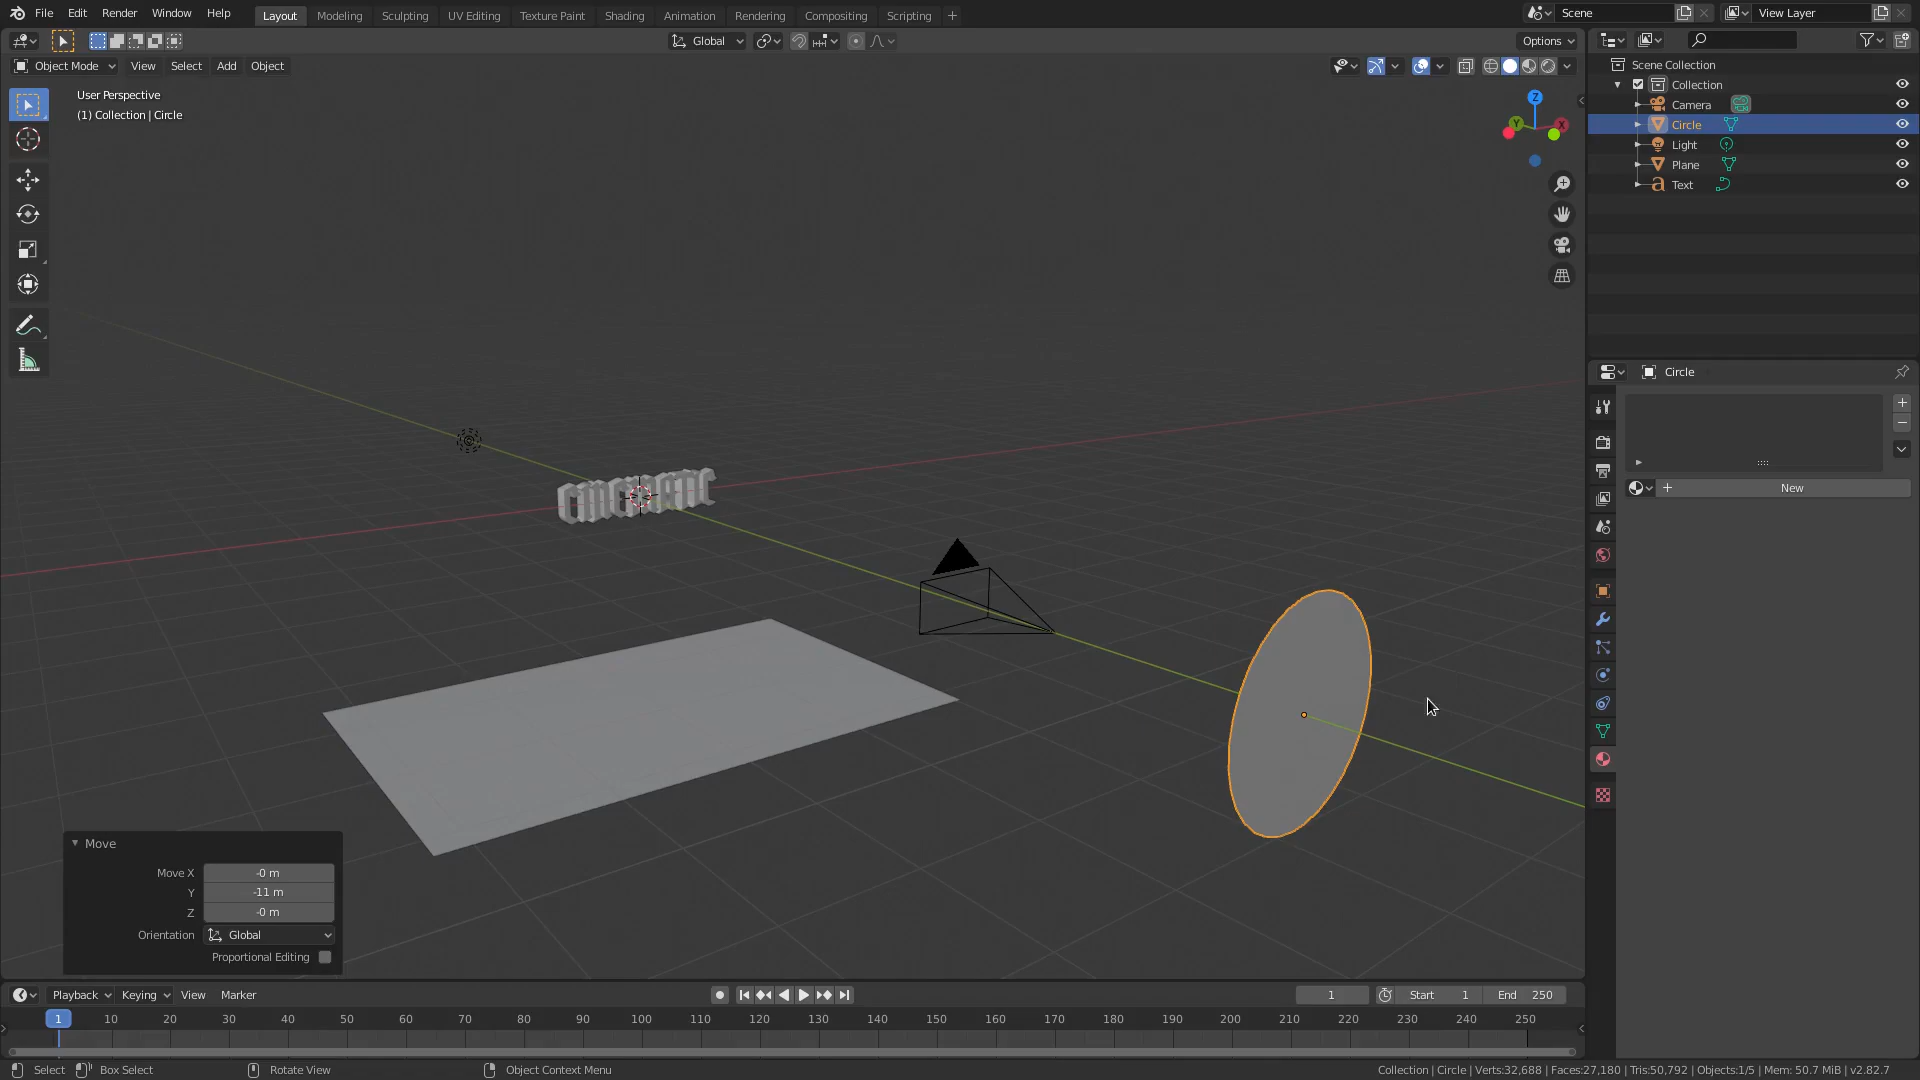 File Edit Render Window Help Layout Modeling Sculpting UV Editing Texture Paint Shading Animation Rendering Compositing Scripting + Scene View Layer
Global Options
Object Mode View Select Add Object
User Perspective
(1) Collection | Circle
Z
Y X
Scene Collection
Collection
Camera
Circle
Light
Plane
Text
Circle
+ New
Move
Move X -0 m
Y -11 m
Z -0 m
Orientation Global
Proportional Editing
Playback Keying View Marker 1 Start 1 End 250
1 10 20 30 40 50 60 70 80 90 100 110 120 130 140 150 160 170 180 190 200 210 220 230 240 250
Select Box Select Rotate View Object Context Menu Collection | Circle | Verts:32,688 | Faces:27,180 | Tris:50,792 | Objects:1/5 | Mem: 50.7 MiB | v2.82.7